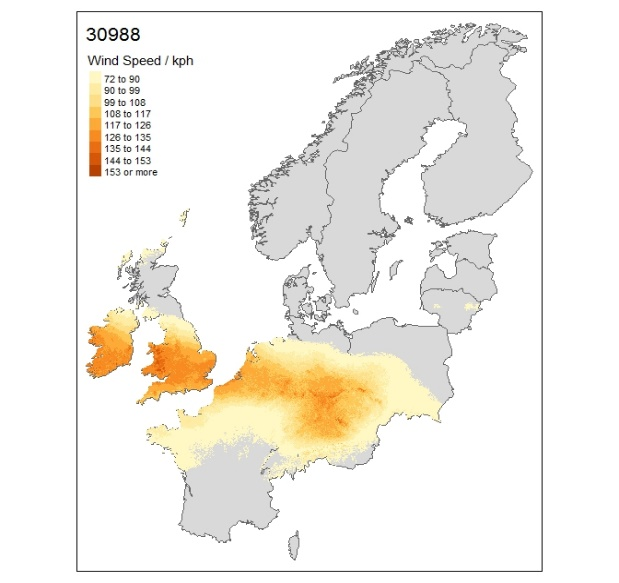 30988
Wind Speed / kph
72 to 90
90 to 99
99 to 108
108 to 117
117 to 126
126 to 135
135 to 144
144 to 153
153 or more